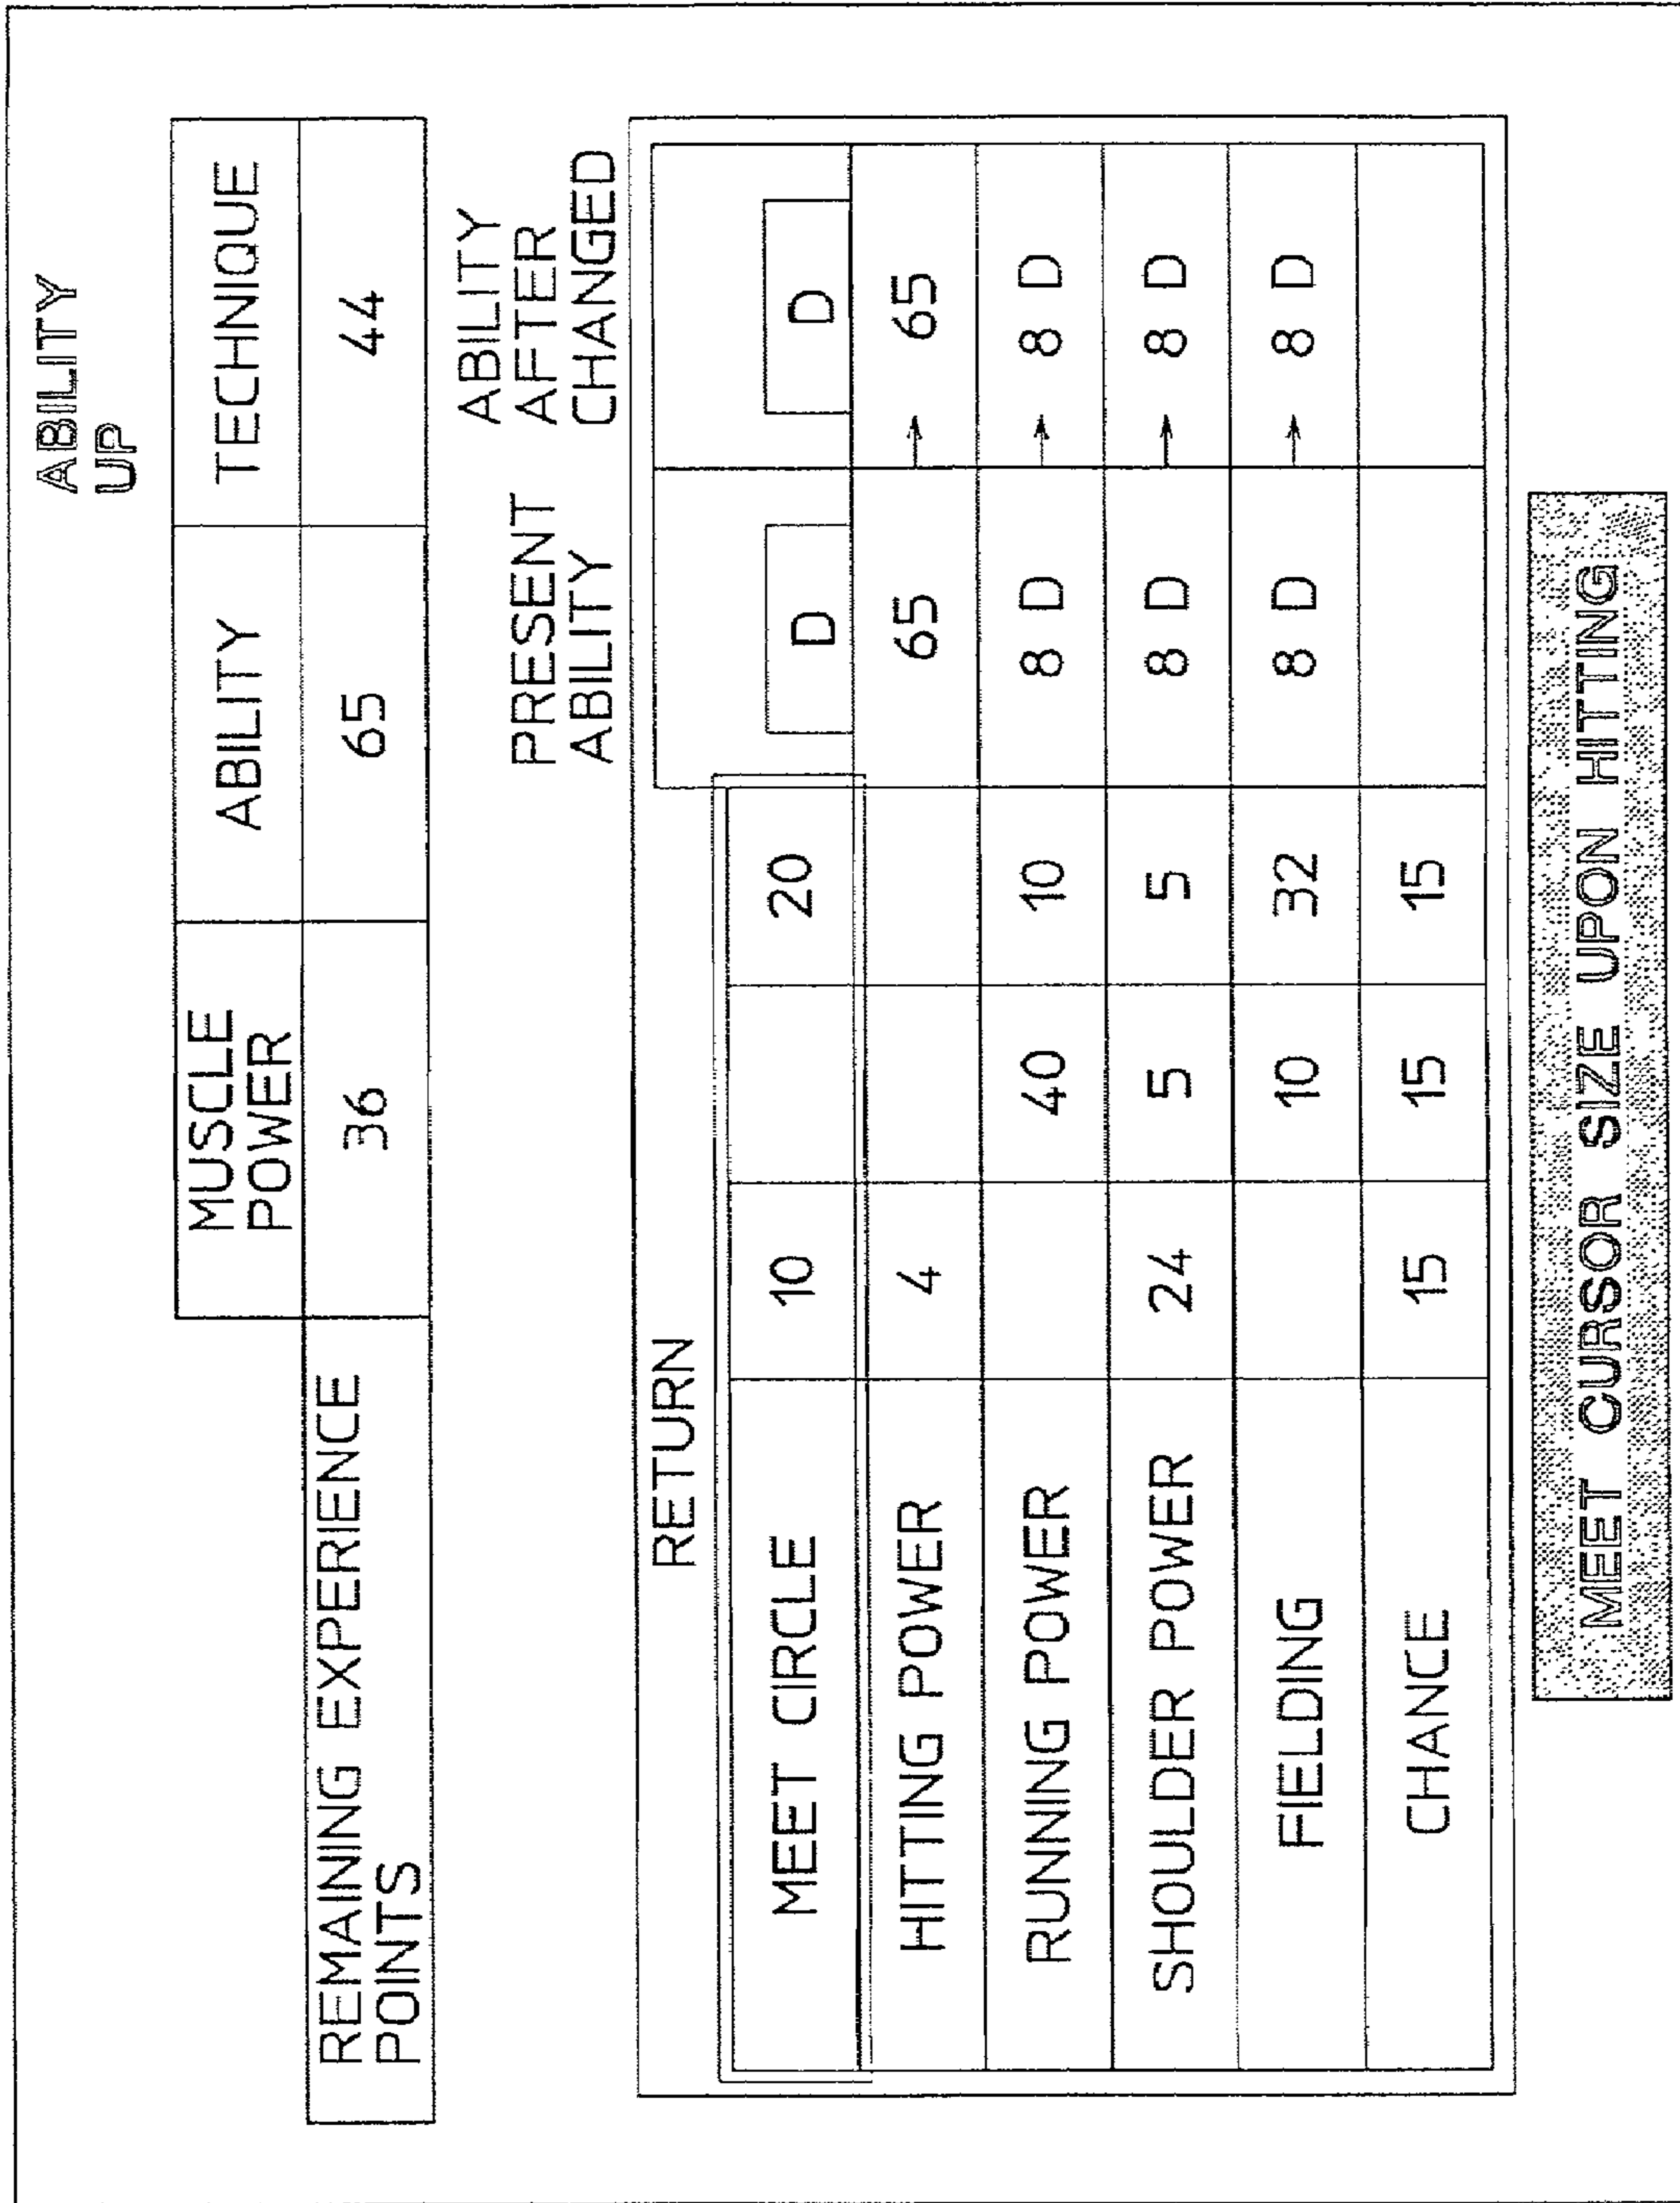 ABILITY
UP
MUSCLE
POWER
ABILITY
TECHNIQUE
REMAINING EXPERIENCE
POINTS
36
65
44
PRESENT
ABILITY
ABILITY
AFTER
CHANGED
RETURN
MEET CIRCLE 10 20 D D
HITTING POWER 4 65 → 65
RUNNING POWER 40 10 8 D → 8 D
SHOULDER POWER 24 5 5 8 D → 8 D
FIELDING 10 32 8 D → 8 D
CHANCE 15 15 15
MEET CURSOR SIZE UPON HITTING